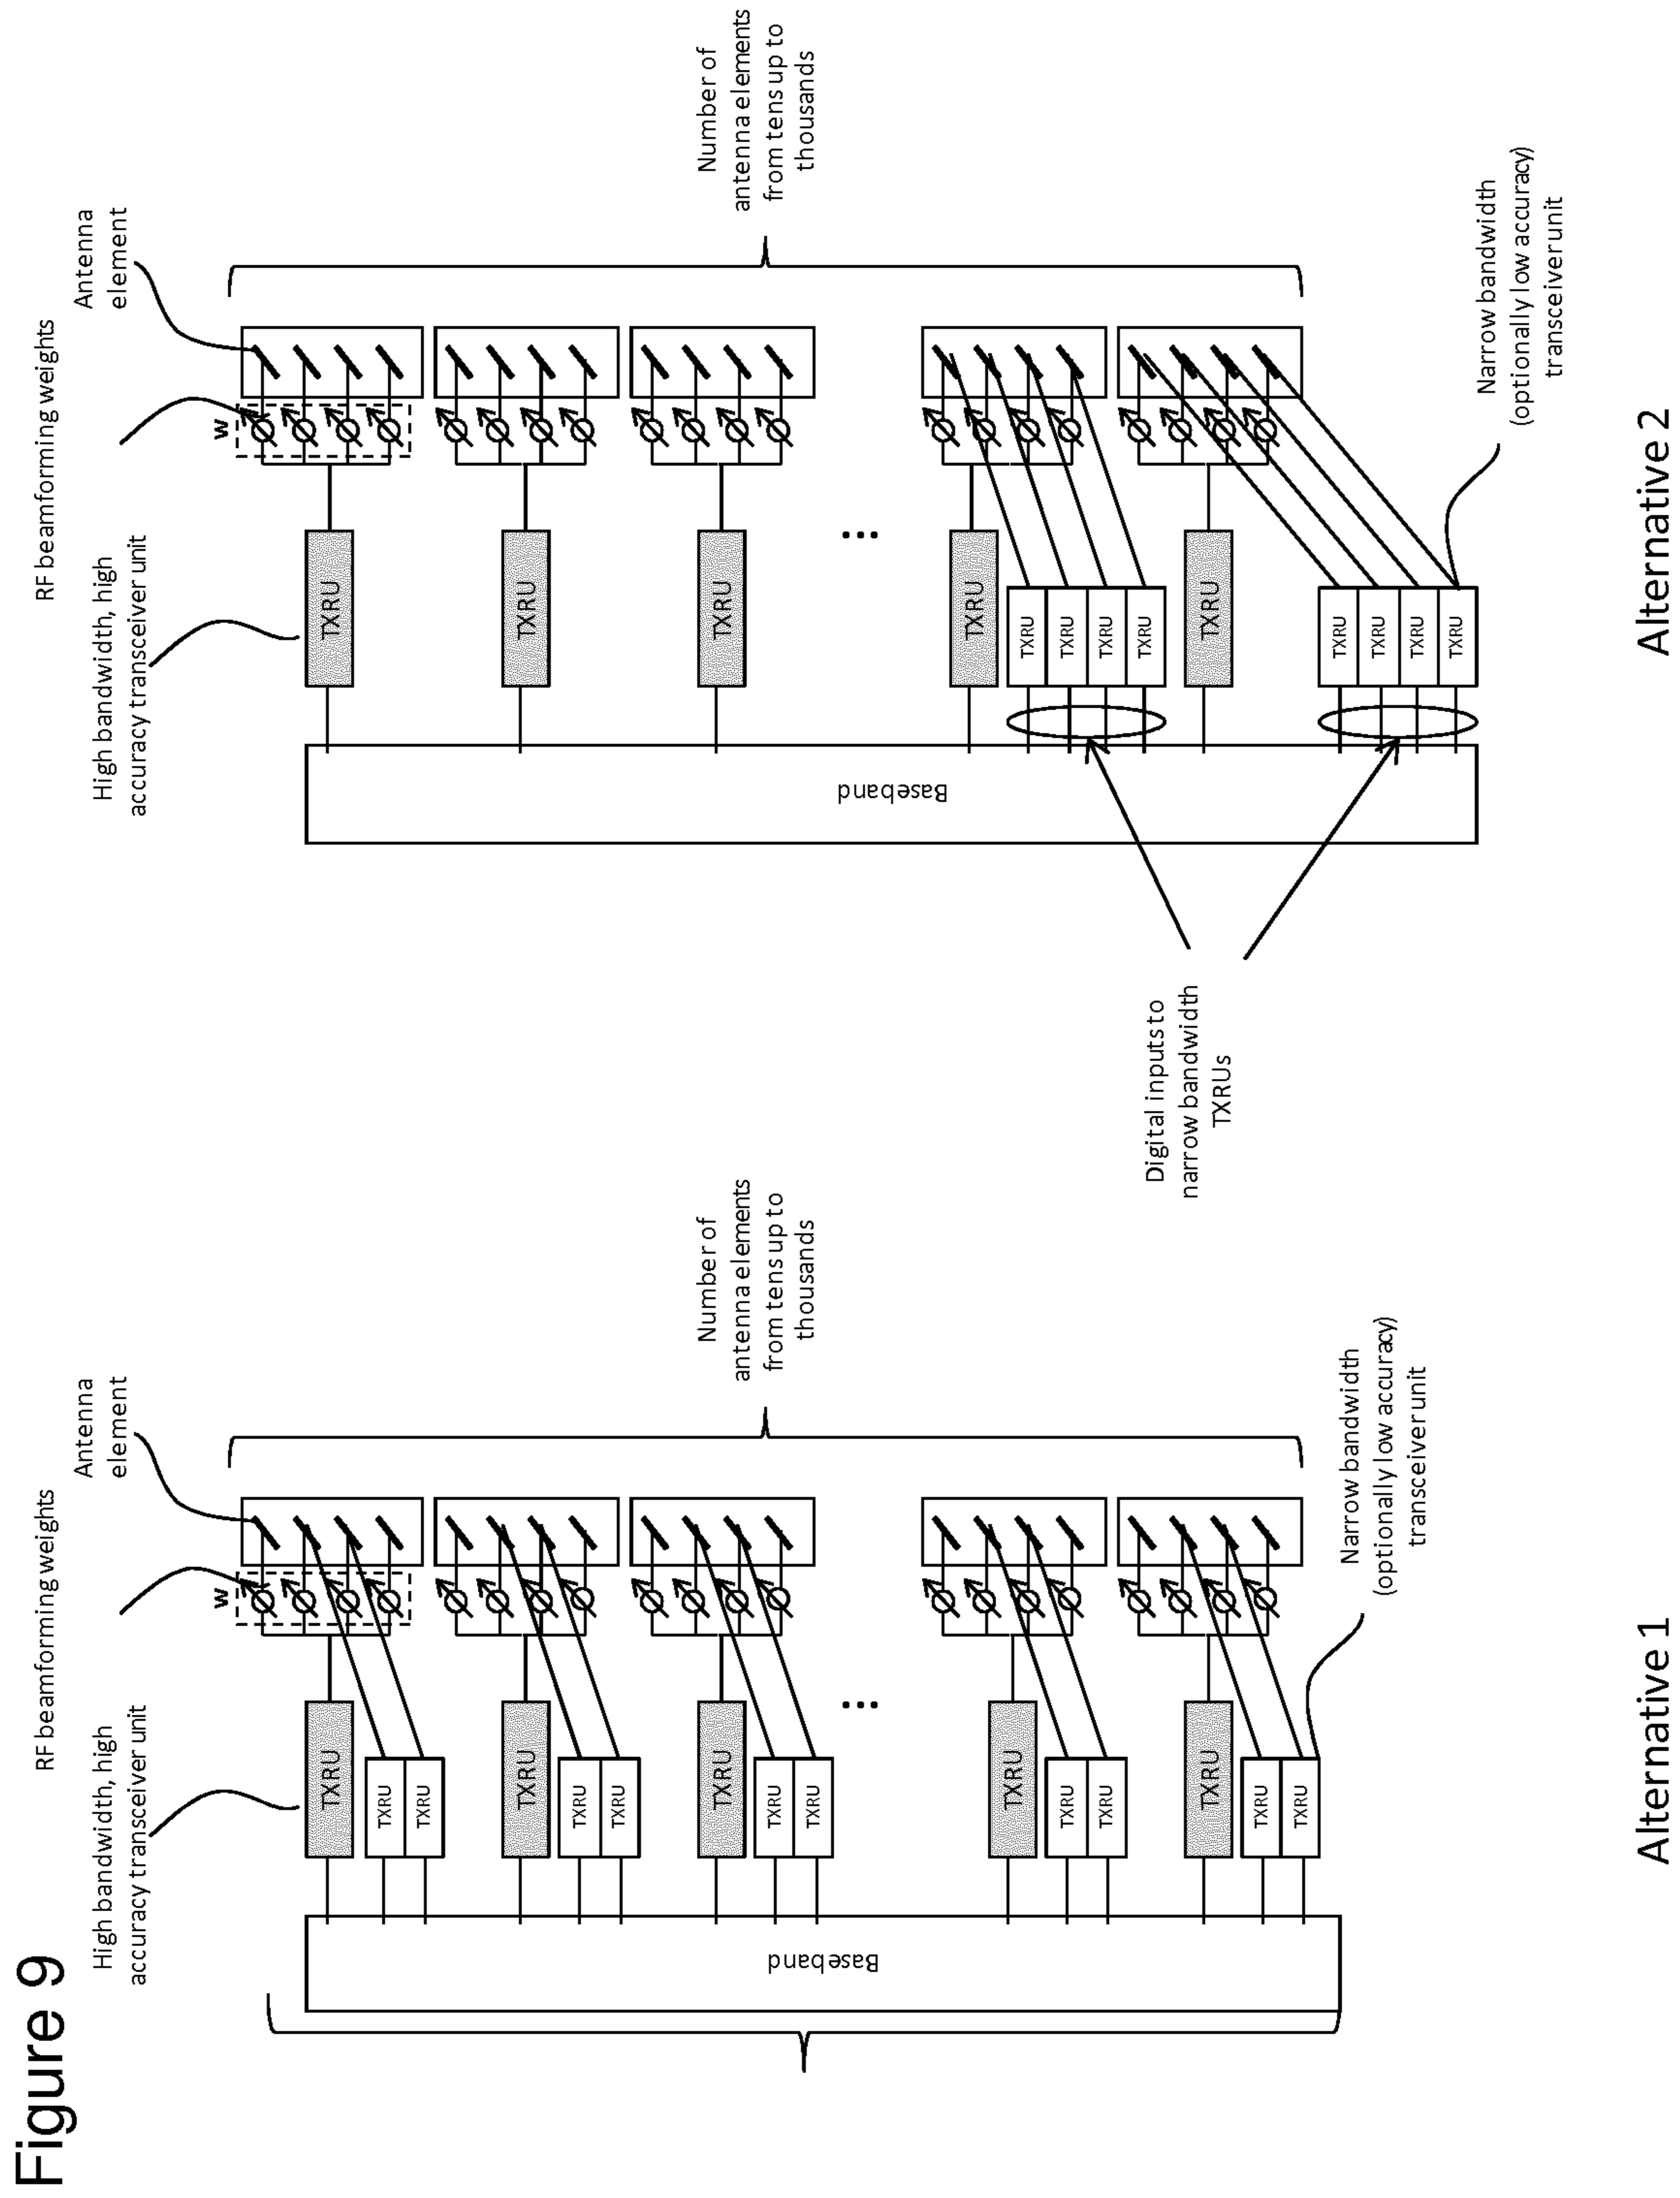 Figure 9
High bandwidth, high
accuracy transceiver unit
RF beamforming weights
Antenna
element
W
TXRU
TXRU
TXRU
TXRU
TXRU
TXRU
TXRU
TXRU
TXRU
...
TXRU
TXRU
TXRU
TXRU
TXRU
TXRU
Baseband
Number of
antenna elements
from tens up to
thousands
Narrow bandwidth
(optionally low accuracy)
transceiver unit
Alternative 1
High bandwidth, high
accuracy transceiver unit
RF beamforming weights
Antenna
element
W
TXRU
TXRU
TXRU
...
TXRU
TXRU
TXRU
TXRU
TXRU
TXRU
TXRU
TXRU
TXRU
TXRU
Baseband
Number of
antenna elements
from tens up to
thousands
Digital inputs to
narrow bandwidth
TXRUs
Narrow bandwidth
(optionally low accuracy)
transceiver unit
Alternative 2